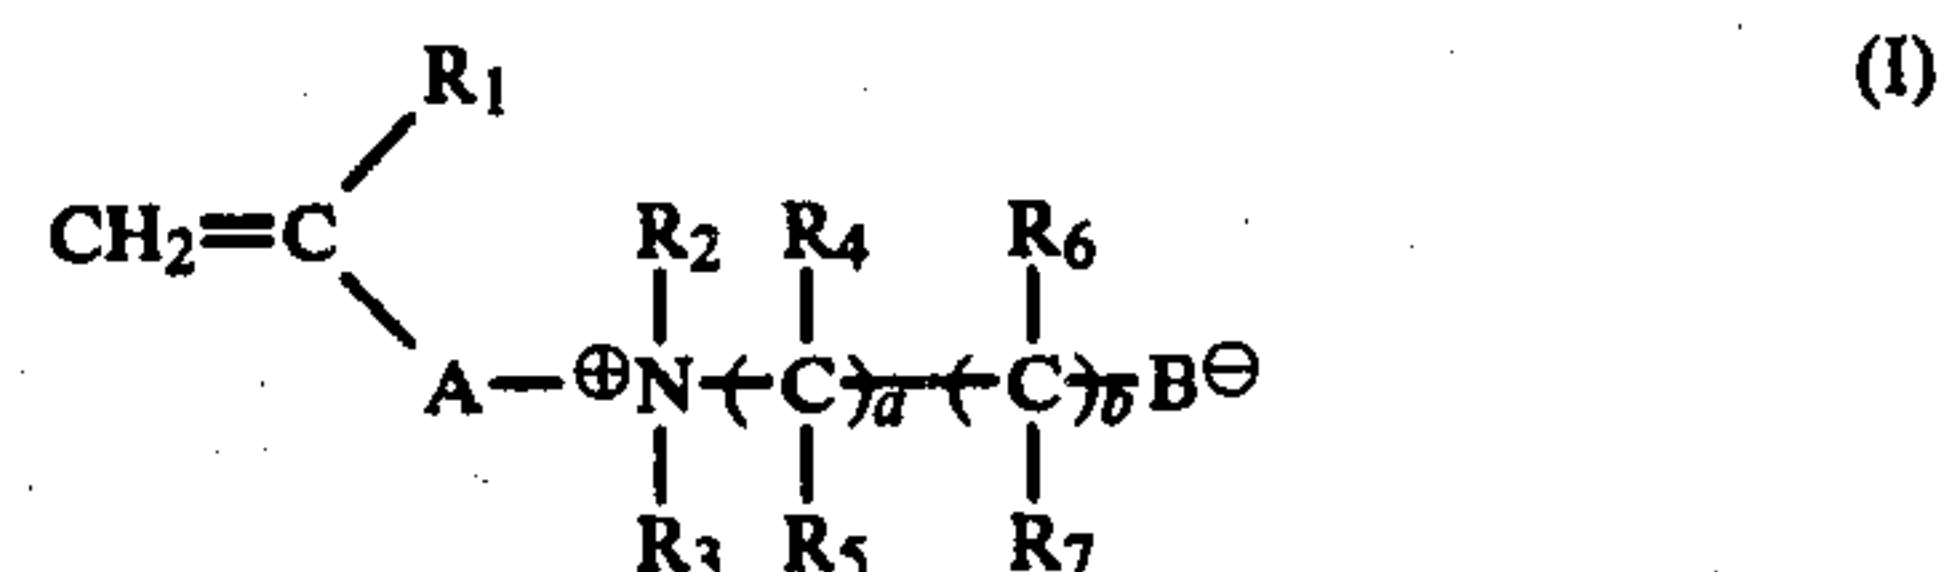 R1 (I)
CH2=C R2 R4 R6
A—⊕N—(C)a—(C)b—B⊖
R3 R5 R7